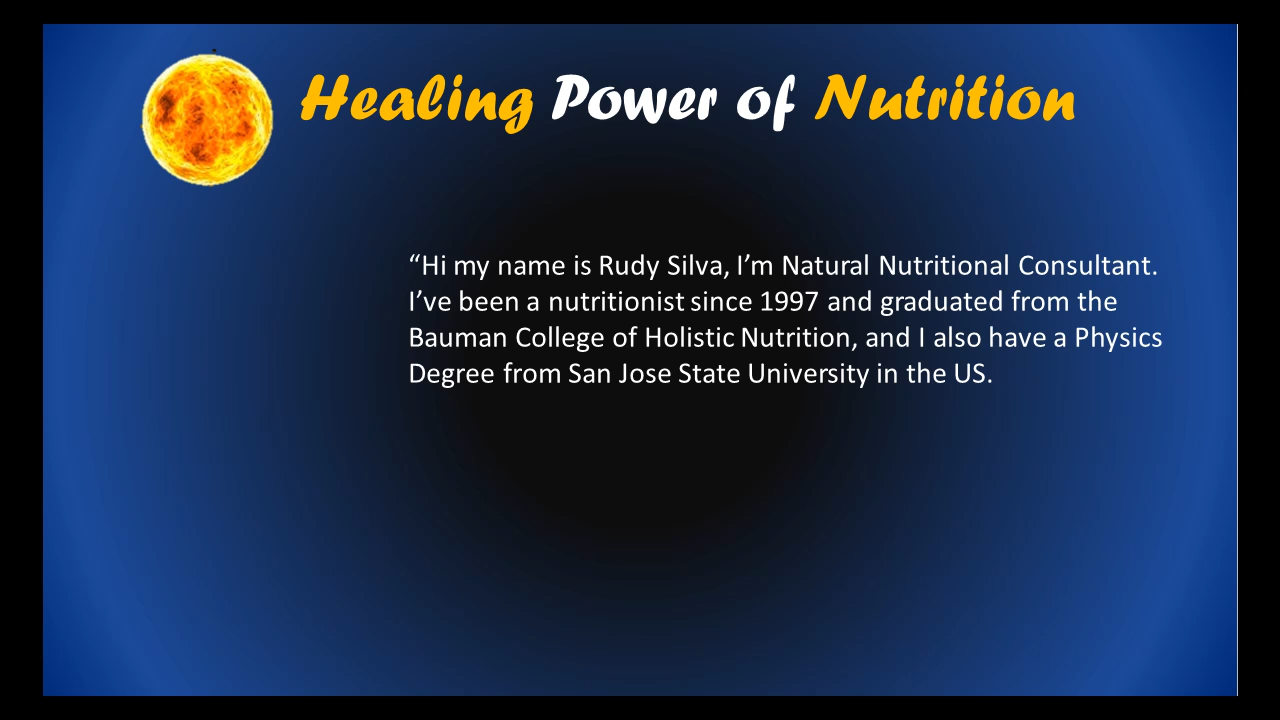 Healing Power of Nutrition
“Hi my name is Rudy Silva, I’m Natural Nutritional Consultant.
I’ve been a nutritionist since 1997 and graduated from the
Bauman College of Holistic Nutrition, and I also have a Physics
Degree from San Jose State University in the US.